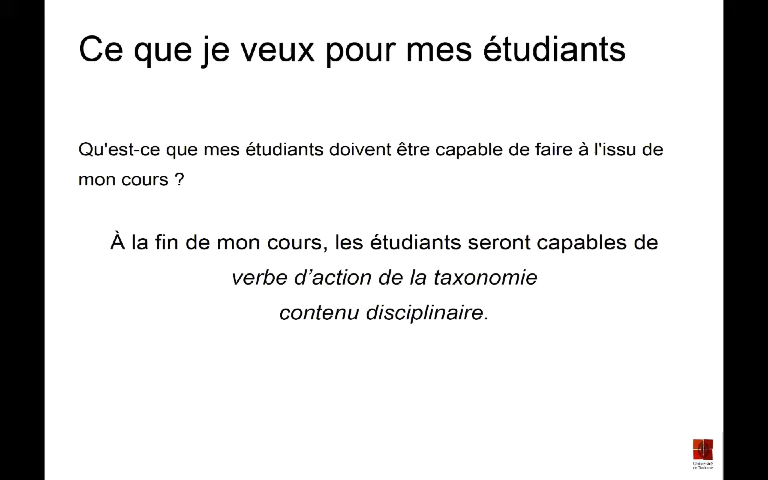 Ce que je veux pour mes étudiants
Qu'est-ce que mes étudiants doivent être capable de faire à l'issu de
mon cours ?
À la fin de mon cours, les étudiants seront capables de
verbe d’action de la taxonomie
contenu disciplinaire.